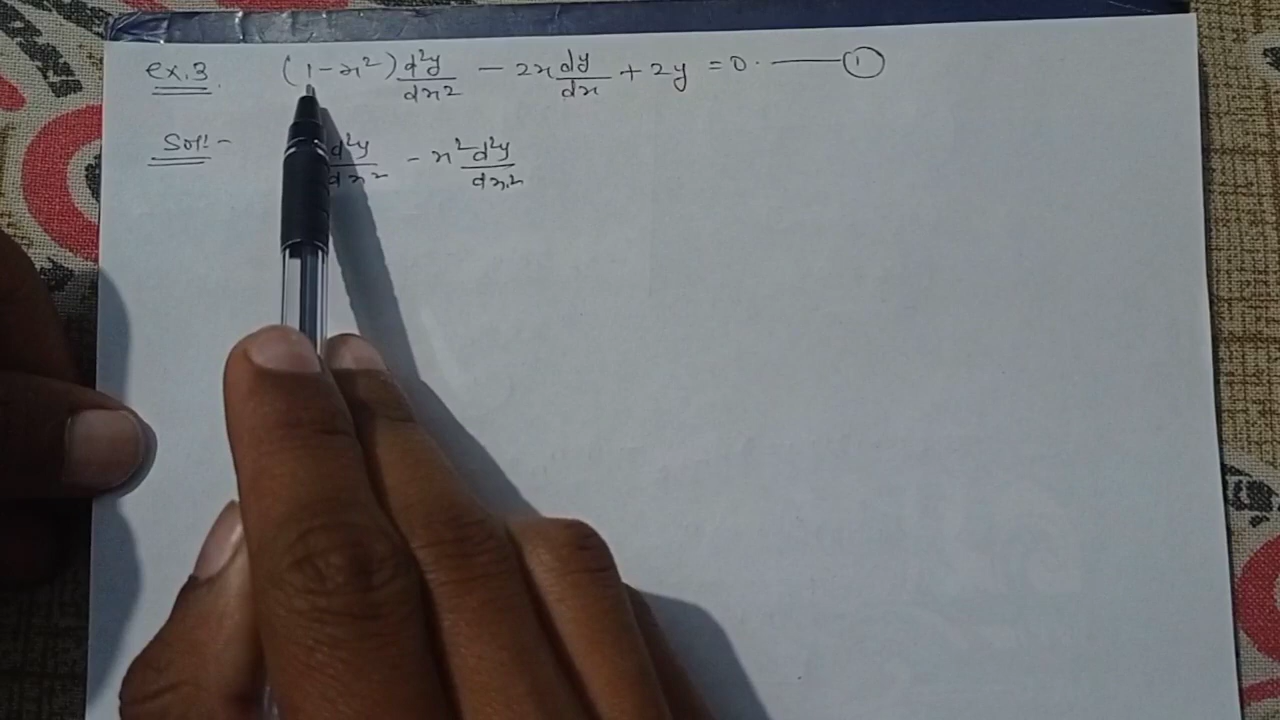 ex.3 (1-x²) d²y/dx² - 2x dy/dx + 2y = 0. ——— ①
Sol!- d²y/dx² - x² d²y/dx²